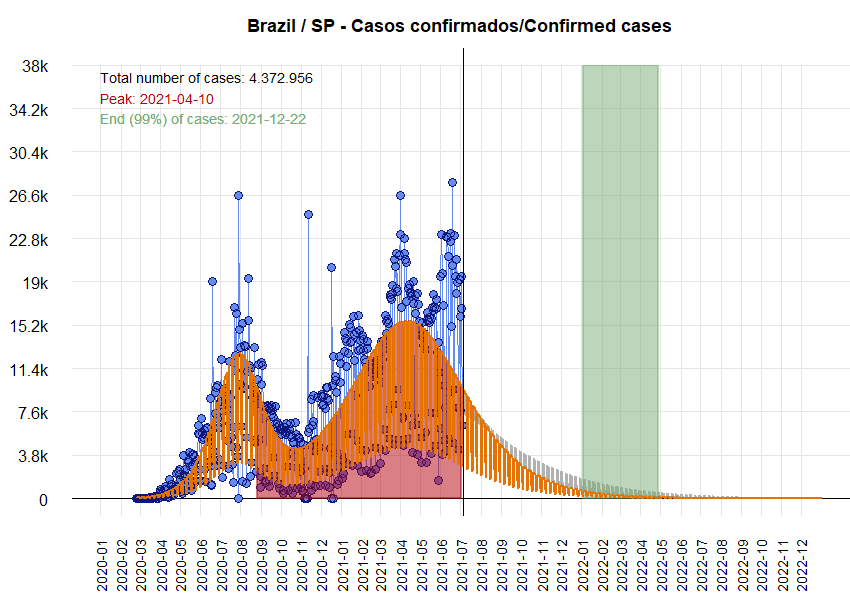 Brazil / SP - Casos confirmados/Confirmed cases
38k
Total number of cases: 4.372.956
Peak: 2021-04-10
34.2k
End (99%) of cases: 2021-12-22
30.4k
26.6k
22.8k
19k
15.2k
11.4k
7.6k
3.8k
0
2020-01
2020-02
2020-03
2020-04
2020-05
2020-06
2020-07
2020-08
2020-09
2020-10
2020-11
2020-12
2021-01
2021-02
2021-03
2021-04
2021-05
2021-06
2021-07
2021-08
2021-09
2021-10
2021-11
2021-12
2022-01
2022-02
2022-03
2022-04
2022-05
2022-06
2022-07
2022-08
2022-09
2022-10
2022-11
2022-12